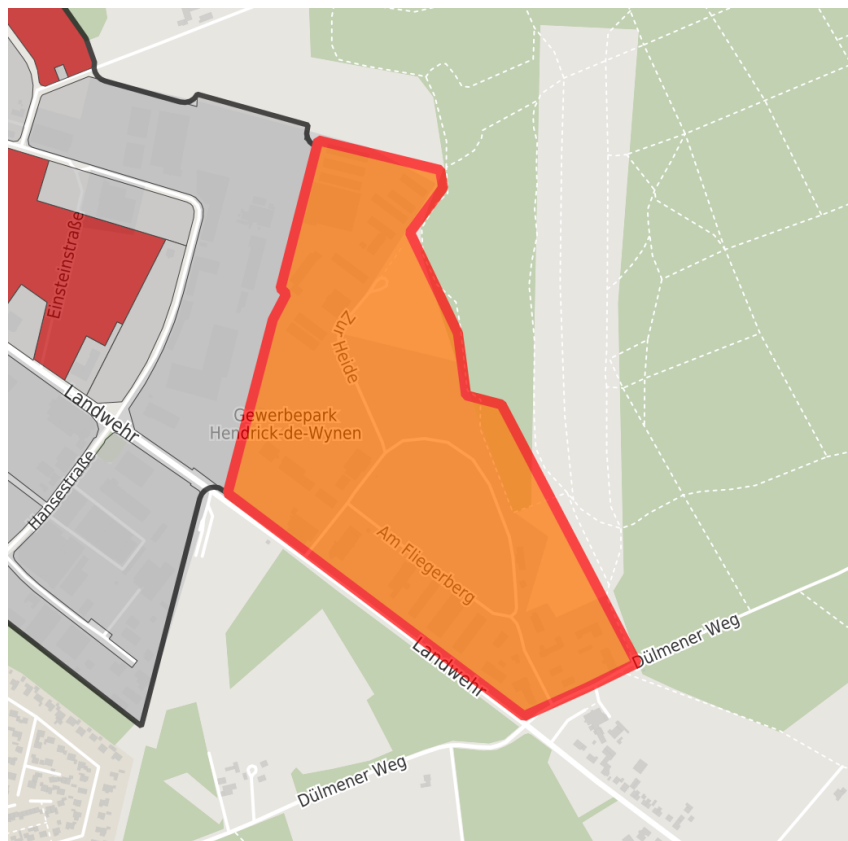 Einsteinstraße
Zur
Heide
Landwehr
Gewerbepark
Hendrick-de-Wynen
Hansestraße
Am Fliegerberg
Landwehr
Dülmener Weg
Dülmener Weg